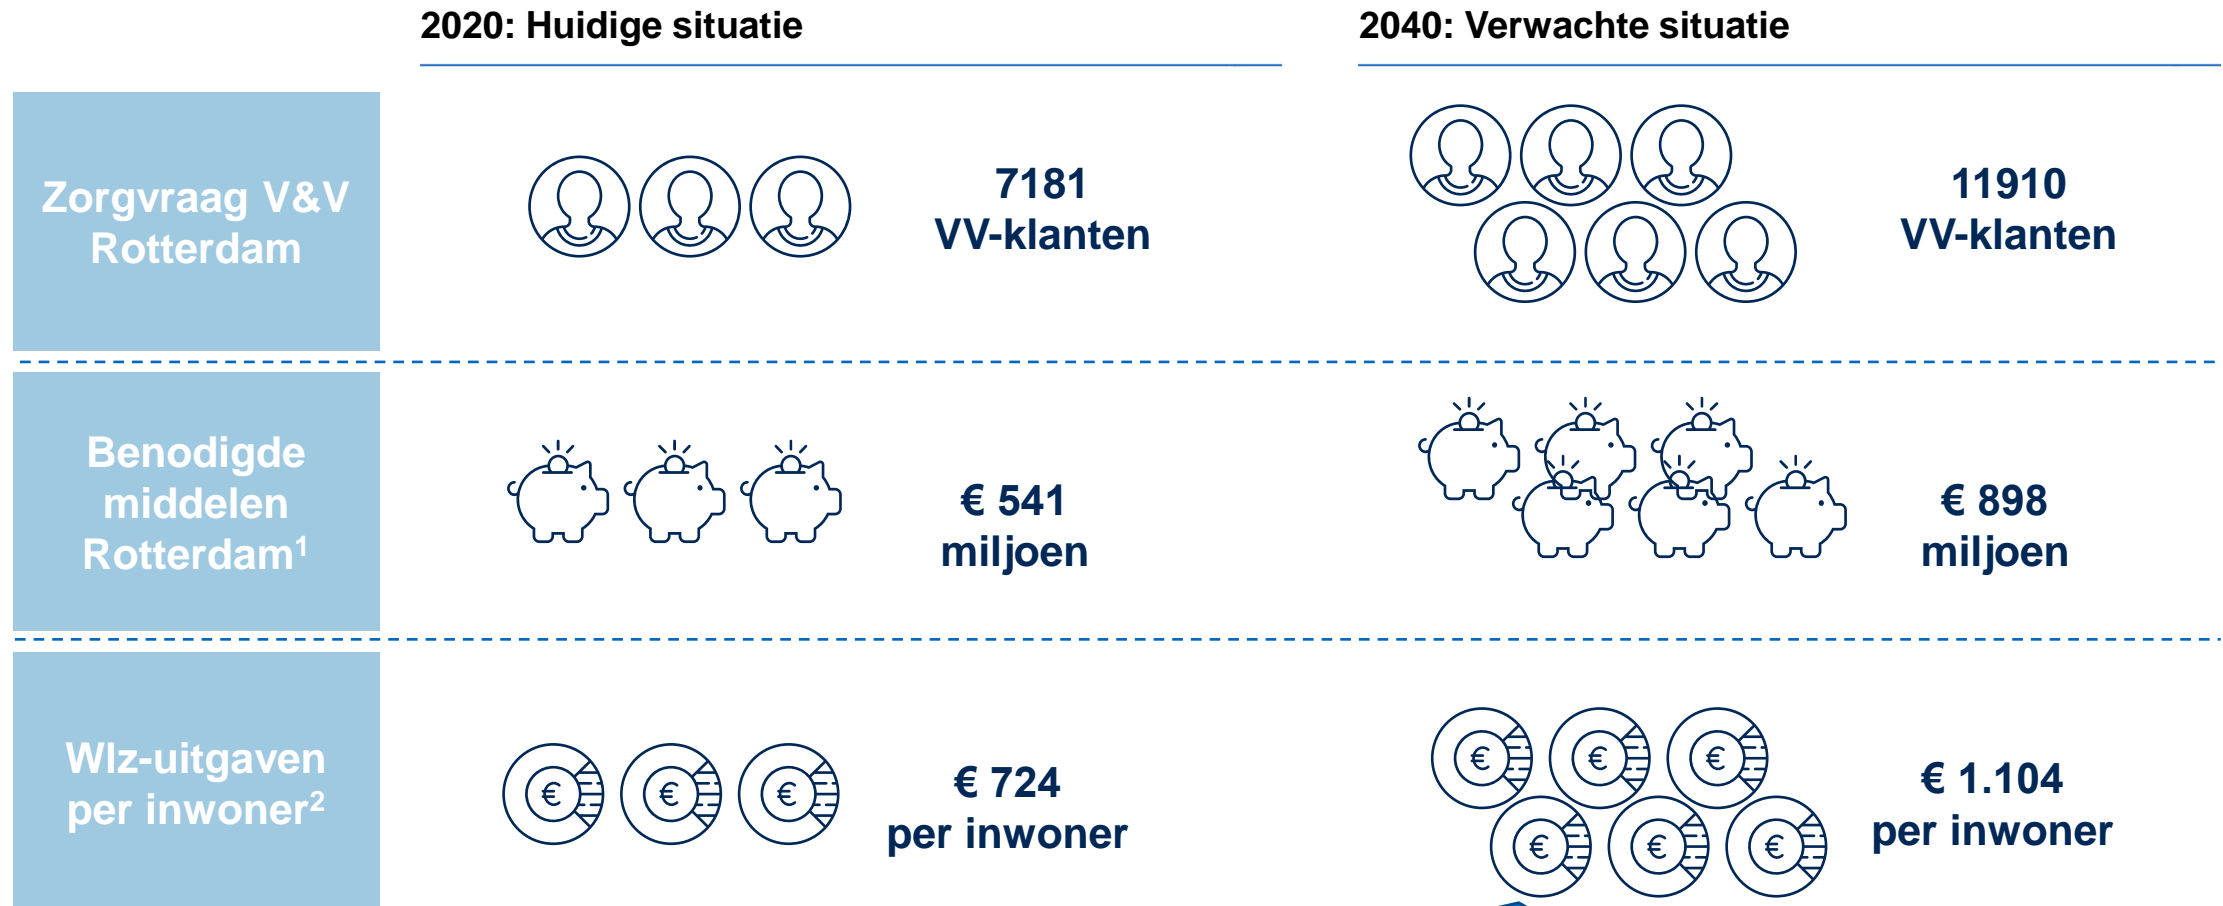 2020: Huidige situatie
2040: Verwachte situatie
Zorgvraag V&V
Rotterdam
7181
VV-klanten
11910
VV-klanten
Benodigde
middelen
Rotterdam¹
€ 541
miljoen
€ 898
miljoen
Wlz-uitgaven
per inwoner²
€ 724
per inwoner
€ 1.104
per inwoner